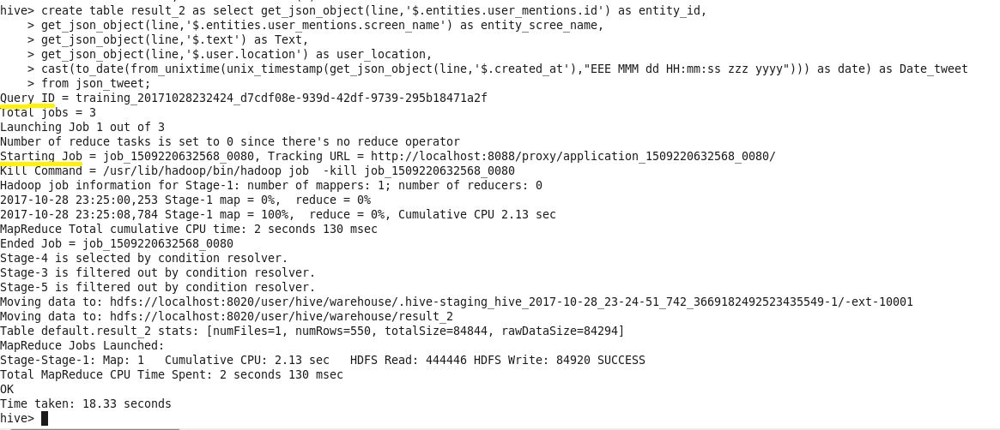 hive> create table result_2 as select get_json_object(line,'$.entities.user_mentions.id') as entity_id,
> get_json_object(line,'$.entities.user_mentions.screen_name') as entity_scree_name,
> get_json_object(line,'$.text') as Text,
> get_json_object(line,'$.user.location') as user_location,
> cast(to_date(from_unixtime(unix_timestamp(get_json_object(line,'$.created_at'),"EEE MMM dd HH:mm:ss zzz yyyy"))) as date) as Date_tweet
> from json_tweet;
Query ID = training_20171028232424_d7cdf08e-939d-42df-9739-295b18471a2f
Total jobs = 3
Launching Job 1 out of 3
Number of reduce tasks is set to 0 since there's no reduce operator
Starting Job = job_1509220632568_0080, Tracking URL = http://localhost:8088/proxy/application_1509220632568_0080/
Kill Command = /usr/lib/hadoop/bin/hadoop job  -kill job_1509220632568_0080
Hadoop job information for Stage-1: number of mappers: 1; number of reducers: 0
2017-10-28 23:25:00,253 Stage-1 map = 0%,  reduce = 0%
2017-10-28 23:25:08,784 Stage-1 map = 100%,  reduce = 0%, Cumulative CPU 2.13 sec
MapReduce Total cumulative CPU time: 2 seconds 130 msec
Ended Job = job_1509220632568_0080
Stage-4 is selected by condition resolver.
Stage-3 is filtered out by condition resolver.
Stage-5 is filtered out by condition resolver.
Moving data to: hdfs://localhost:8020/user/hive/warehouse/.hive-staging_hive_2017-10-28_23-24-51_742_3669182492523435549-1/-ext-10001
Moving data to: hdfs://localhost:8020/user/hive/warehouse/result_2
Table default.result_2 stats: [numFiles=1, numRows=550, totalSize=84844, rawDataSize=84294]
MapReduce Jobs Launched:
Stage-Stage-1: Map: 1   Cumulative CPU: 2.13 sec   HDFS Read: 444446 HDFS Write: 84920 SUCCESS
Total MapReduce CPU Time Spent: 2 seconds 130 msec
OK
Time taken: 18.33 seconds
hive>